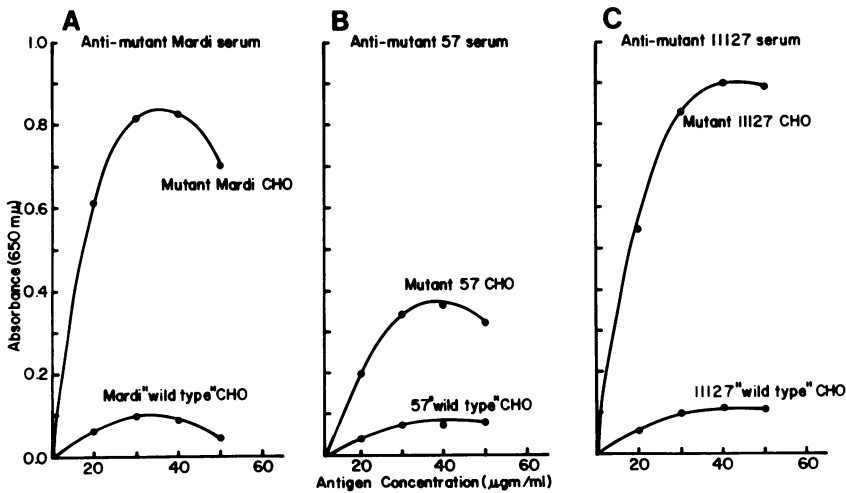 A
B
C
Anti-mutant Mardi serum
Anti-mutant 57 serum
Anti-mutant 11127 serum
1.0
0.8
0.6
0.4
0.2
0.0
Absorbance (650 mµ)
Mutant Mardi CHO
Mardi "wild type" CHO
20 40 60
Mutant 57 CHO
57 "wild type" CHO
20 40 60
Mutant 11127 CHO
11127 "wild type" CHO
20 40 60
Antigen Concentration (µgm/ml)